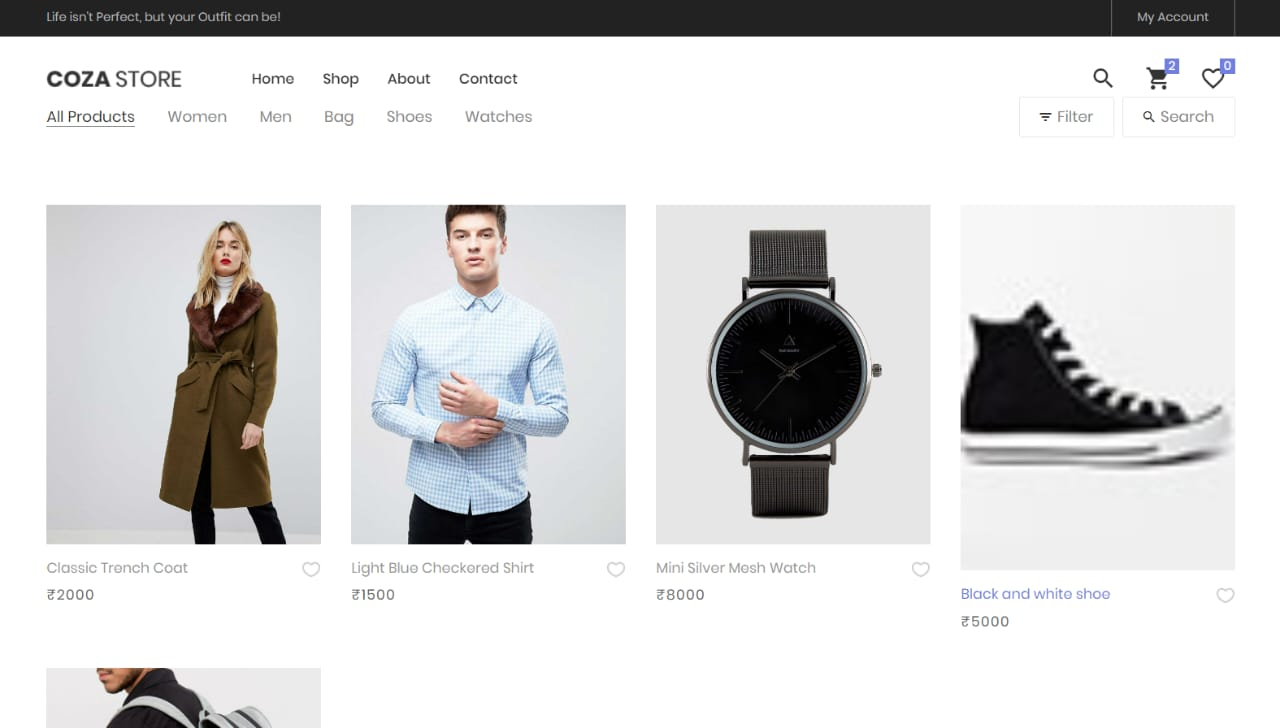 Life isn't Perfect, but your Outfit can be!
My Account
COZA STORE
Home Shop About Contact
2
0
All Products Women Men Bag Shoes Watches
Filter
Search
Classic Trench Coat
₹2000
Light Blue Checkered Shirt
₹1500
Mini Silver Mesh Watch
₹8000
Black and white shoe
₹5000